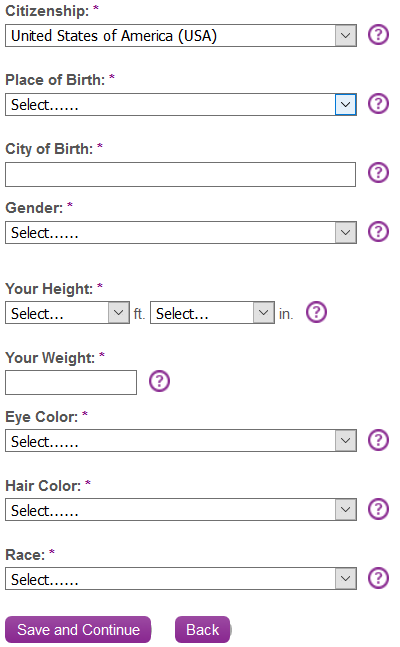 Citizenship: *
United States of America (USA)
?
Place of Birth: *
Select......
?
City of Birth: *
?
Gender: *
Select......
?
Your Height: *
Select... ft. Select... in. ?
Your Weight: *
?
Eye Color: *
Select......
?
Hair Color: *
Select......
?
Race: *
Select......
?
Save and Continue Back